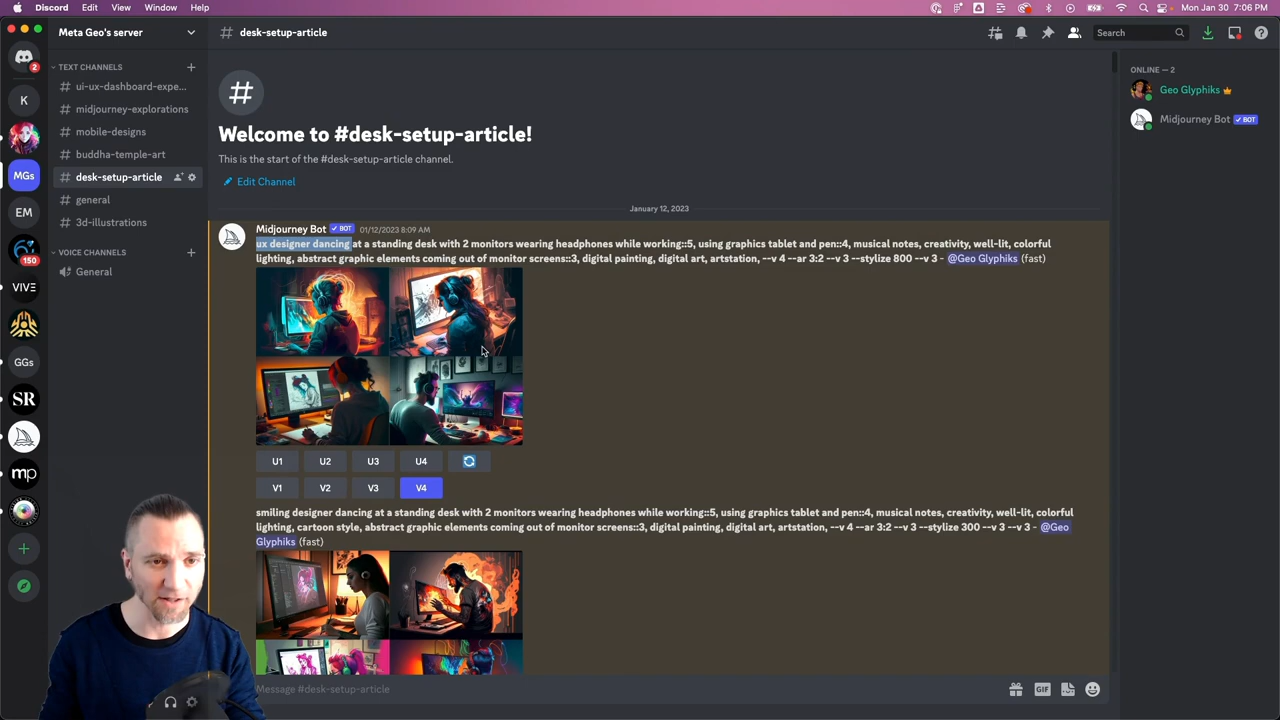 Discord Edit View Window Help Mon Jan 30 7:06 PM
Meta Geo's server
# desk-setup-article
Search
TEXT CHANNELS
ui-ux-dashboard-expe...
midjourney-explorations
mobile-designs
buddha-temple-art
desk-setup-article
general
3d-illustrations
VOICE CHANNELS
General
2
K
MGs
EM
150
VIVE
GGs
SR
mp
#
Welcome to #desk-setup-article!
This is the start of the #desk-setup-article channel.
Edit Channel
January 12, 2023
Midjourney Bot ✓ BOT 01/12/2023 8:09 AM
ux designer dancing at a standing desk with 2 monitors wearing headphones while working::5, using graphics tablet and pen::4, musical notes, creativity, well-lit, colorful
lighting, abstract graphic elements coming out of monitor screens::3, digital painting, digital art, artstation, --v 4 --ar 3:2 --v 3 --stylize 800 --v 3 - @Geo Glyphiks (fast)
U1 U2 U3 U4
V1 V2 V3 V4
smiling designer dancing at a standing desk with 2 monitors while working::5, using graphics tablet and pen::4, musical notes, creativity, well-lit, colorful
lighting, cartoon style, abstract graphic elements coming out of monitor screens::3, digital painting, digital art, artstation, --v 4 --ar 3:2 --v 3 --stylize 300 --v 3 --v 3 - @Geo
Glyphiks (fast)
Message #desk-setup-article
GIF
ONLINE — 2
Geo Glyphiks
Midjourney Bot ✓ BOT